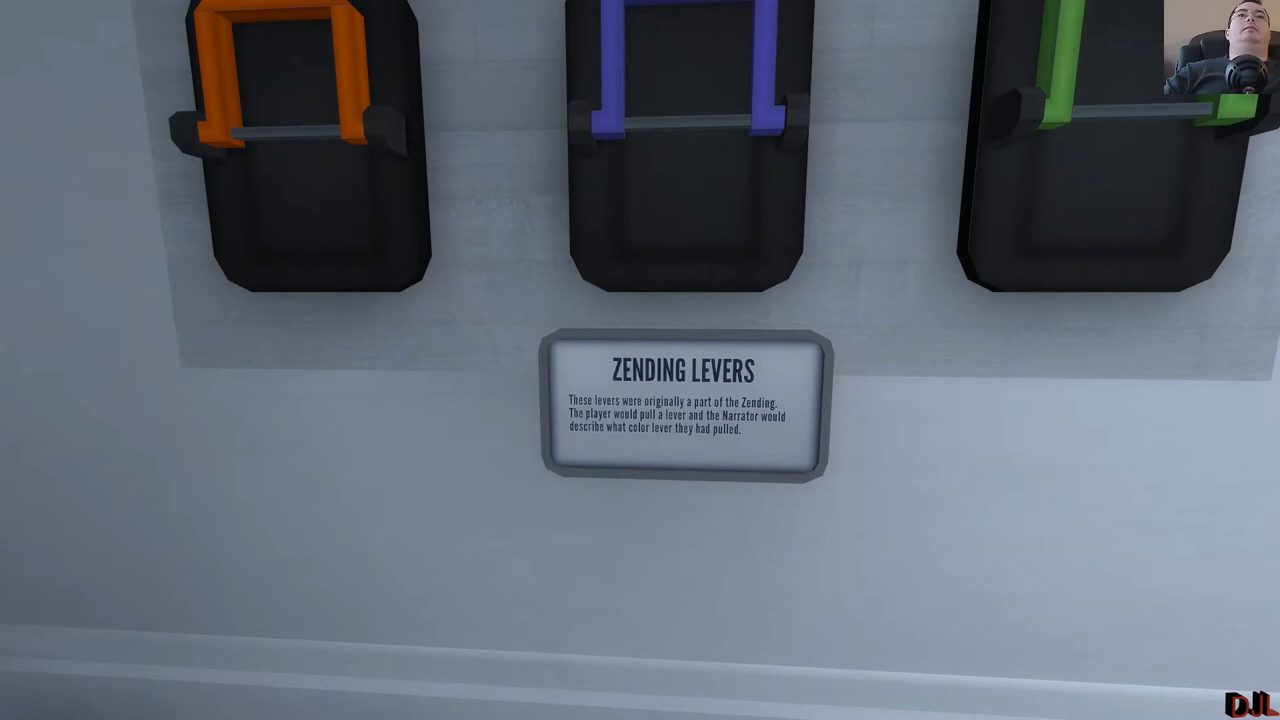 ZENDING LEVERS
These levers were originally a part of the Zending.
The player would pull a lever and the Narrator would
describe what color lever they had pulled.
DJL